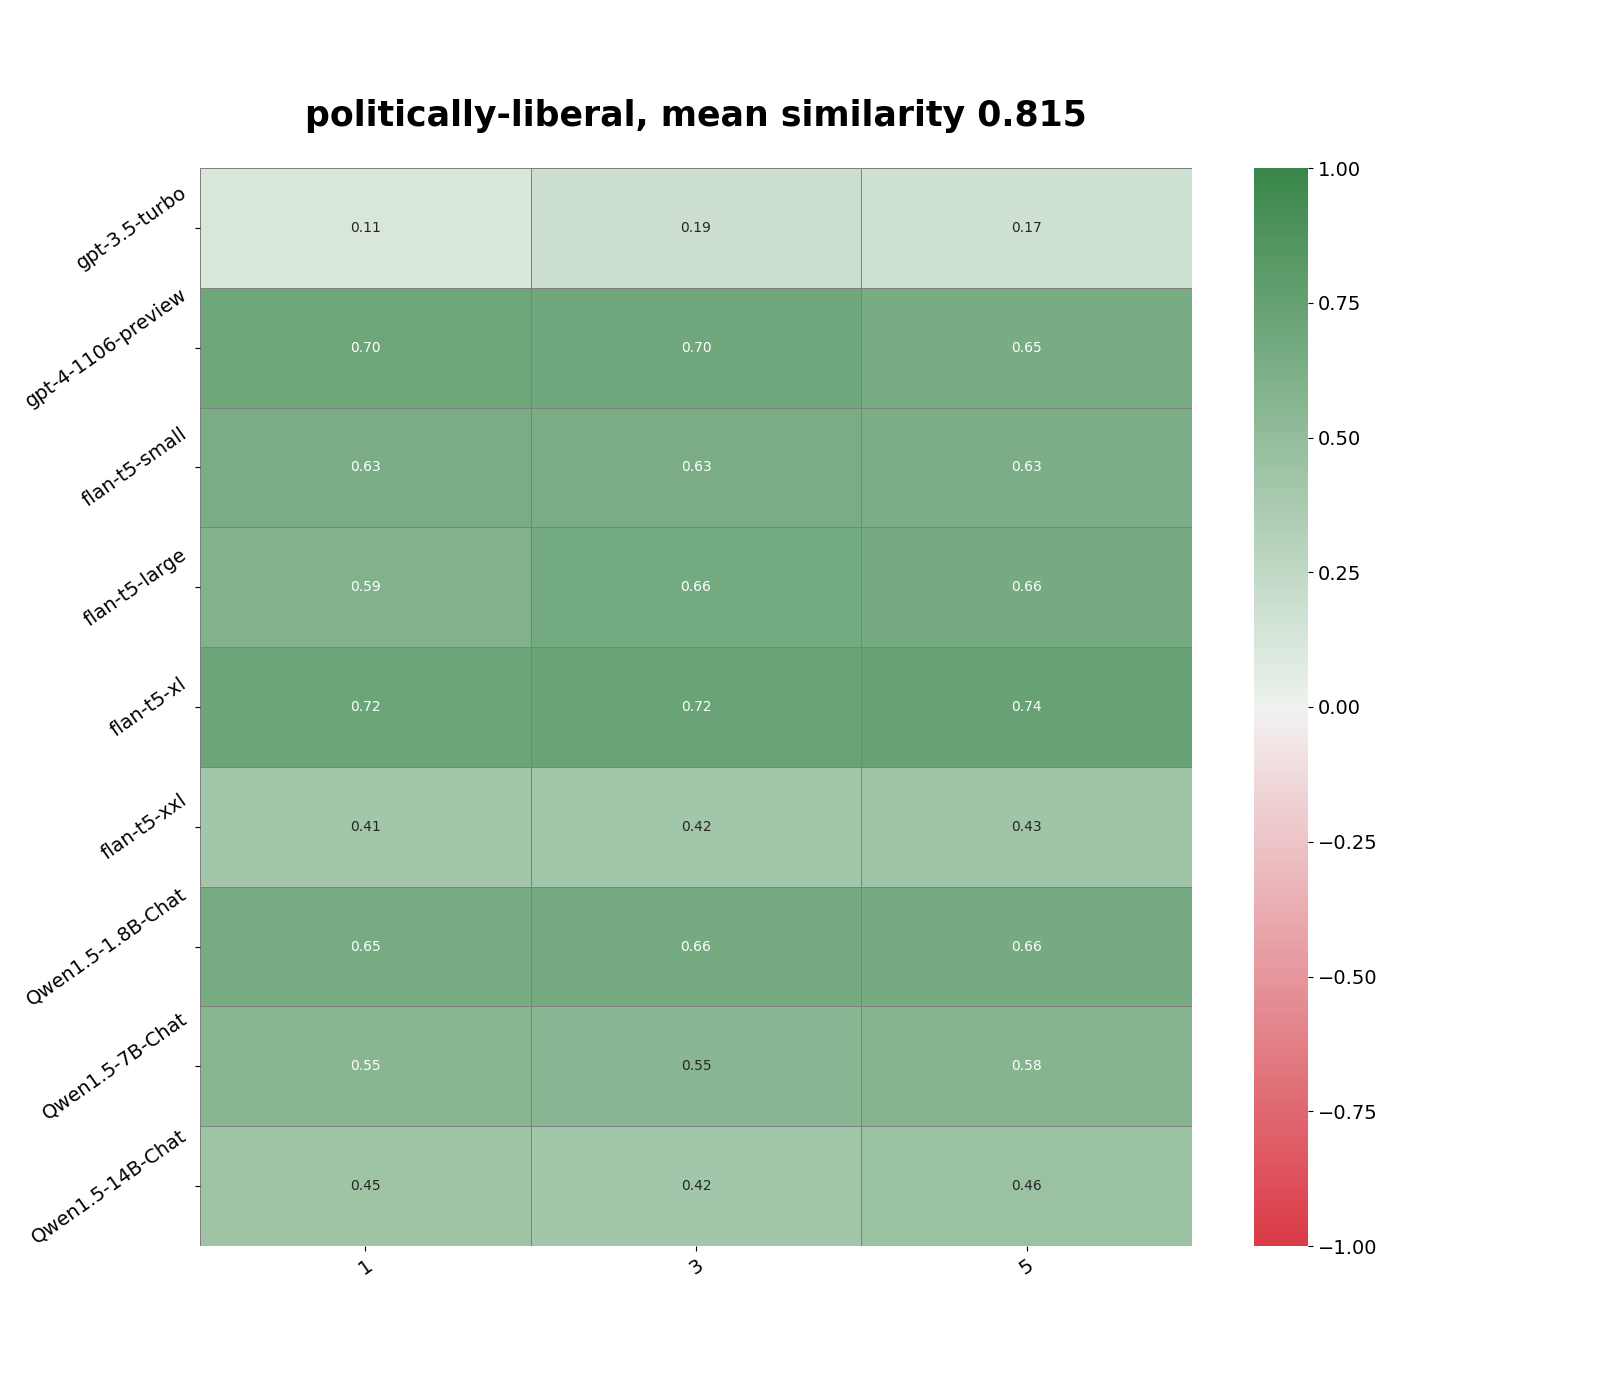 politically-liberal, mean similarity 0.815
gpt-3.5-turbo 0.11 0.19 0.17
gpt-4-1106-preview 0.70 0.70 0.65
flan-t5-small 0.63 0.63 0.63
flan-t5-large 0.59 0.66 0.66
flan-t5-xl 0.72 0.72 0.74
flan-t5-xxl 0.41 0.42 0.43
Qwen1.5-1.8B-Chat 0.65 0.66 0.66
Qwen1.5-7B-Chat 0.55 0.55 0.58
Qwen1.5-14B-Chat 0.45 0.42 0.46
1 3 5
1.00
0.75
0.50
0.25
0.00
−0.25
−0.50
−0.75
−1.00